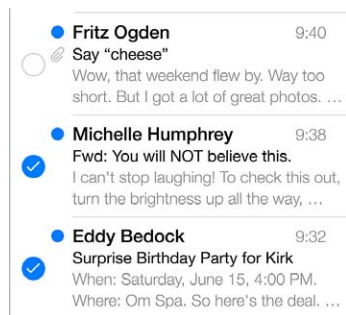 Fritz Ogden 9:40
Say “cheese”
Wow, that weekend flew by. Way too
short. But I got a lot of great photos. …
Michelle Humphrey 9:38
Fwd: You will NOT believe this.
I can't stop laughing! To check this out,
turn the brightness up all the way, …
Eddy Bedock 9:32
Surprise Birthday Party for Kirk
When: Saturday, June 15, 4:00 PM.
Where: Om Spa. So here's the deal. …